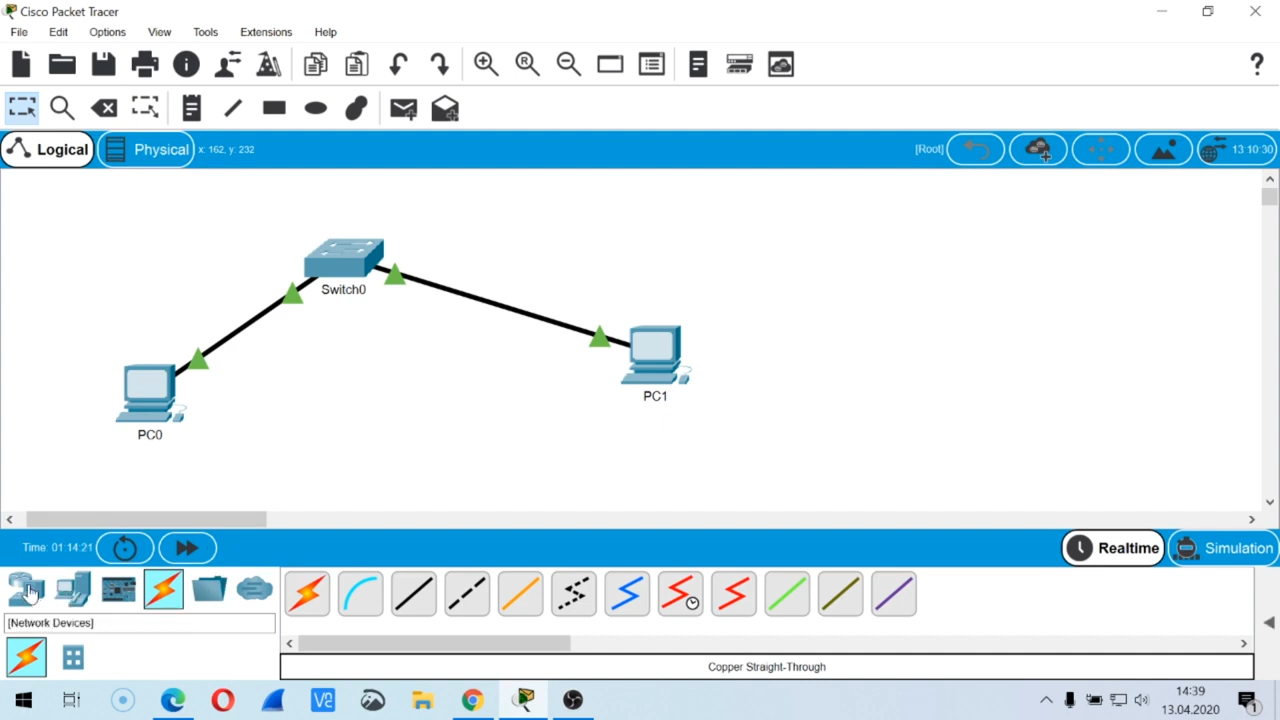 Cisco Packet Tracer
File Edit Options View Tools Extensions Help
R
?
Logical Physical x: 162, y: 232 [Root] 13:10:30
Switch0
PC1
PC0
Time: 01:14:21 Realtime Simulation
[Network Devices]
Copper Straight-Through
14:39
13.04.2020
1